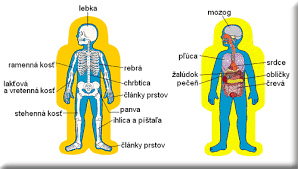 lebka
ramenná kosť
rebrá
lakťová
a vretenná kosť
chrbtica
články prstov
panva
stehenná kosť
ihlica a píšťala
články prstov
mozog
pľúca
srdce
žalúdok
obličky
pečeň
črevá